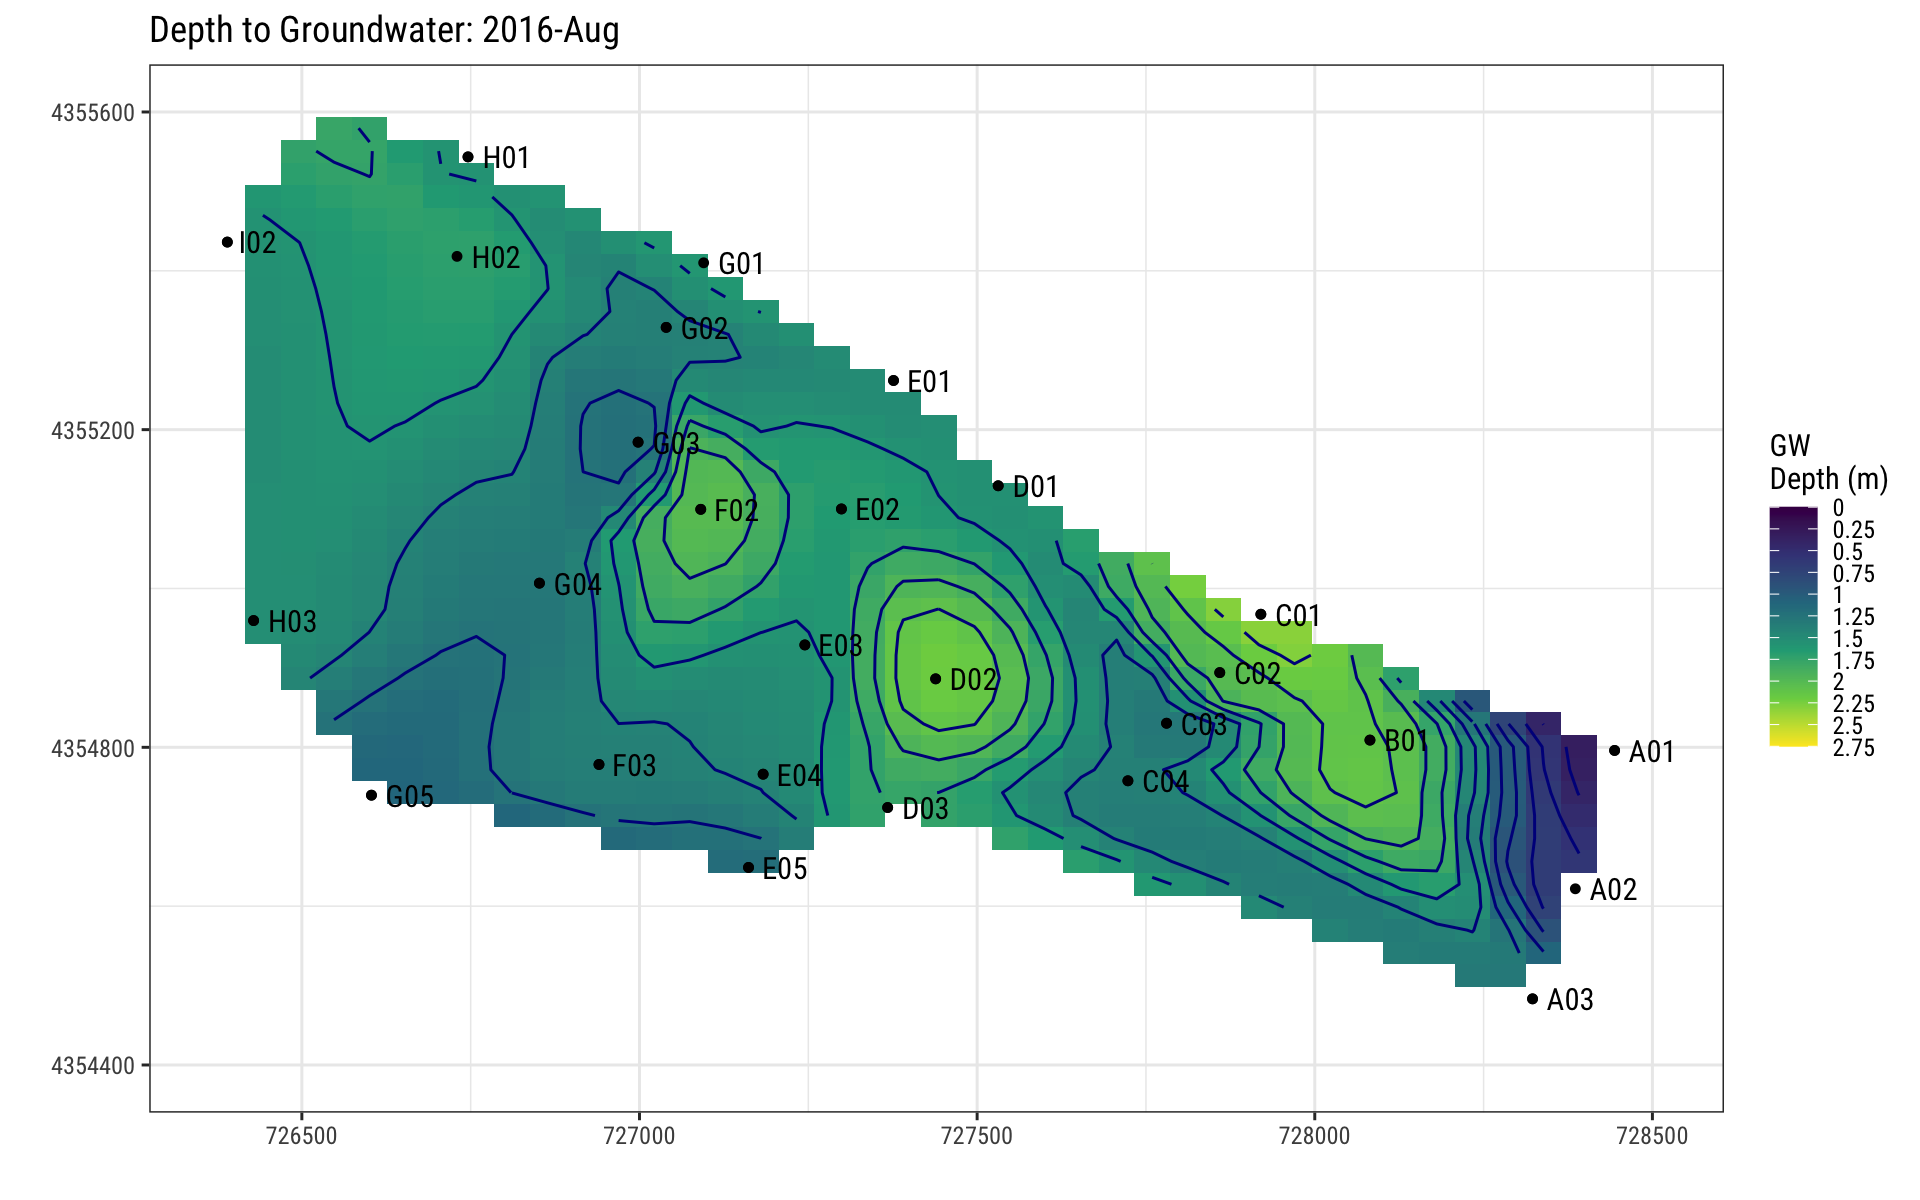 Depth to Groundwater: 2016-Aug
4355600
4355200
4354800
4354400
726500
727000
727500
728000
728500
H01
I02
H02
G01
G02
E01
G03
D01
F02
E02
G04
C01
H03
E03
C02
D02
C03
B01
A01
F03
E04
C04
G05
D03
E05
A02
A03
GW
Depth (m)
0
0.25
0.5
0.75
1
1.25
1.5
1.75
2
2.25
2.5
2.75